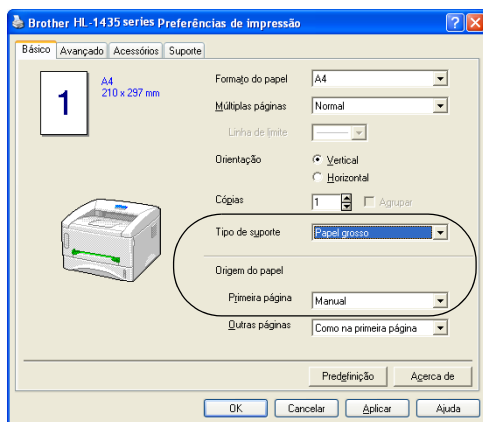 Brother HL-1435 series Preferências de impressão
Básico Avançado Acessórios Suporte
1
A4
210 x 297 mm
Formato do papel A4
Múltiplas páginas Normal
Linha de limite
Orientação Vertical
Horizontal
Cópias 1 Agrupar
Tipo de suporte Papel grosso
Origem do papel
Primeira página Manual
Outras páginas Como na primeira página
Predefinição Acerca de
OK Cancelar Aplicar Ajuda